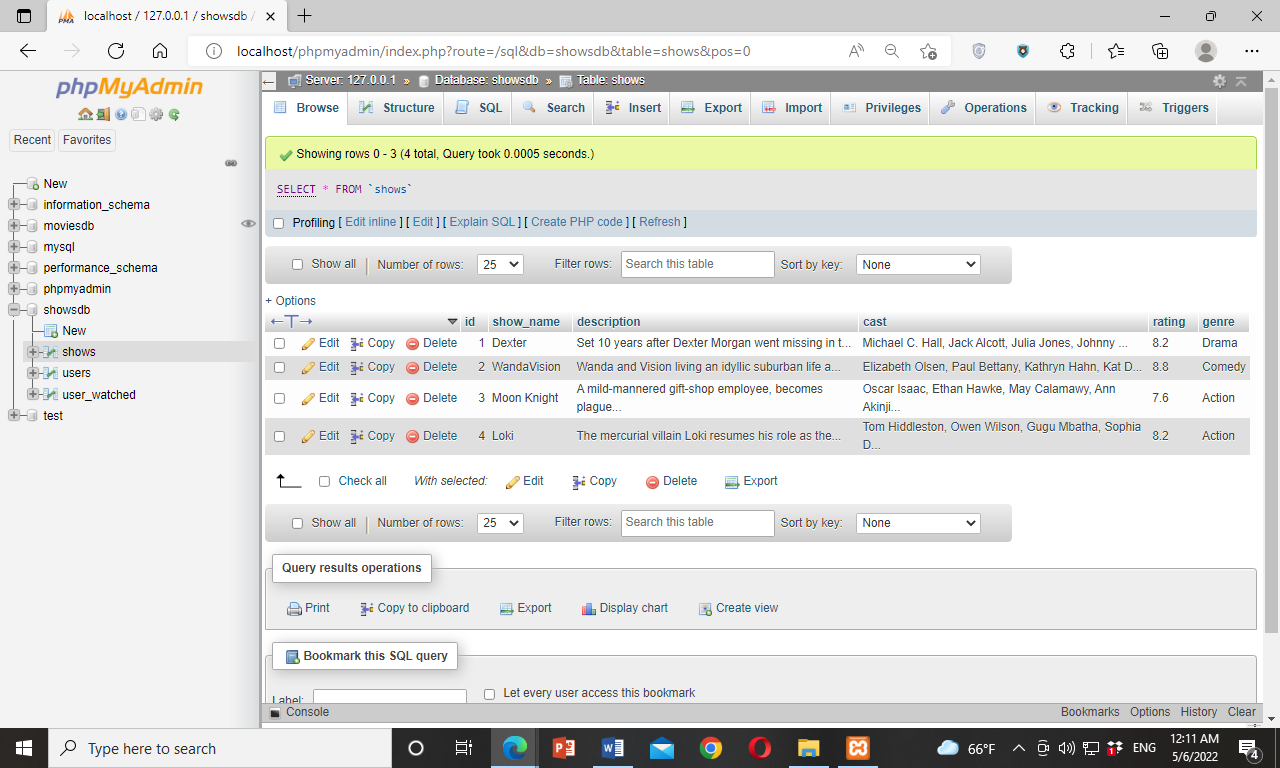 localhost / 127.0.0.1 / showsdb /
localhost/phpmyadmin/index.php?route=/sql&db=showsdb&table=shows&pos=0
phpMyAdmin
Recent Favorites
New
information_schema
moviesdb
mysql
performance_schema
phpmyadmin
showsdb
New
shows
users
user_watched
test
Server: 127.0.0.1 » Database: showsdb » Table: shows
Browse Structure SQL Search Insert Export Import Privileges Operations Tracking Triggers
Showing rows 0 - 3 (4 total, Query took 0.0005 seconds.)
SELECT * FROM `shows`
Profiling [ Edit inline ] [ Edit ] [ Explain SQL ] [ Create PHP code ] [ Refresh ]
Show all | Number of rows: 25 Filter rows: Search this table Sort by key: None
+ Options
←T→ id show_name description cast rating genre
Edit Copy Delete 1 Dexter Set 10 years after Dexter Morgan went missing in t... Michael C. Hall, Jack Alcott, Julia Jones, Johnny ... 8.2 Drama
Edit Copy Delete 2 WandaVision Wanda and Vision living an idyllic suburban life a... Elizabeth Olsen, Paul Bettany, Kathryn Hahn, Kat D... 8.8 Comedy
Edit Copy Delete 3 Moon Knight A mild-mannered gift-shop employee, becomes
plague... Oscar Isaac, Ethan Hawke, May Calamawy, Ann
Akinji... 7.6 Action
Edit Copy Delete 4 Loki The mercurial villain Loki resumes his role as the... Tom Hiddleston, Owen Wilson, Gugu Mbatha, Sophia
D... 8.2 Action
Check all With selected: Edit Copy Delete Export
Show all | Number of rows: 25 Filter rows: Search this table Sort by key: None
Query results operations
Print Copy to clipboard Export Display chart Create view
Bookmark this SQL query
Label: Let every user access this bookmark
Console Bookmarks Options History Clear
Type here to search
66°F ENG
12:11 AM
5/6/2022
4